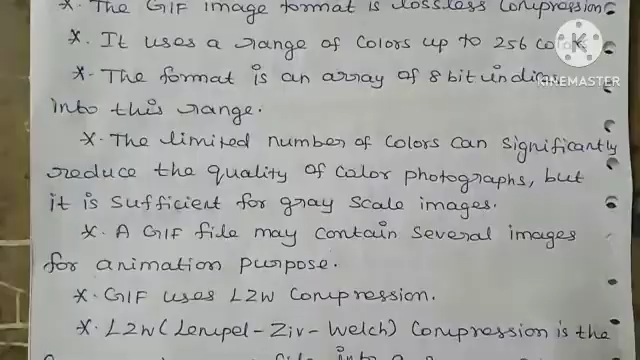 *. The GIF image format is lossless compression
*. It uses a range of colors up to 256
*. The format is an array of 8 bit
into this range.
*. The limited number of colors can significantly
reduce the quality of color photographs, but
it is sufficient for gray scale images.
*. A GIF file may contain several images
for animation purpose.
*. GIF uses LZW compression.
*. LZW (Lempel-Ziv-Welch) compression is the
file into a
K
KINEMASTER